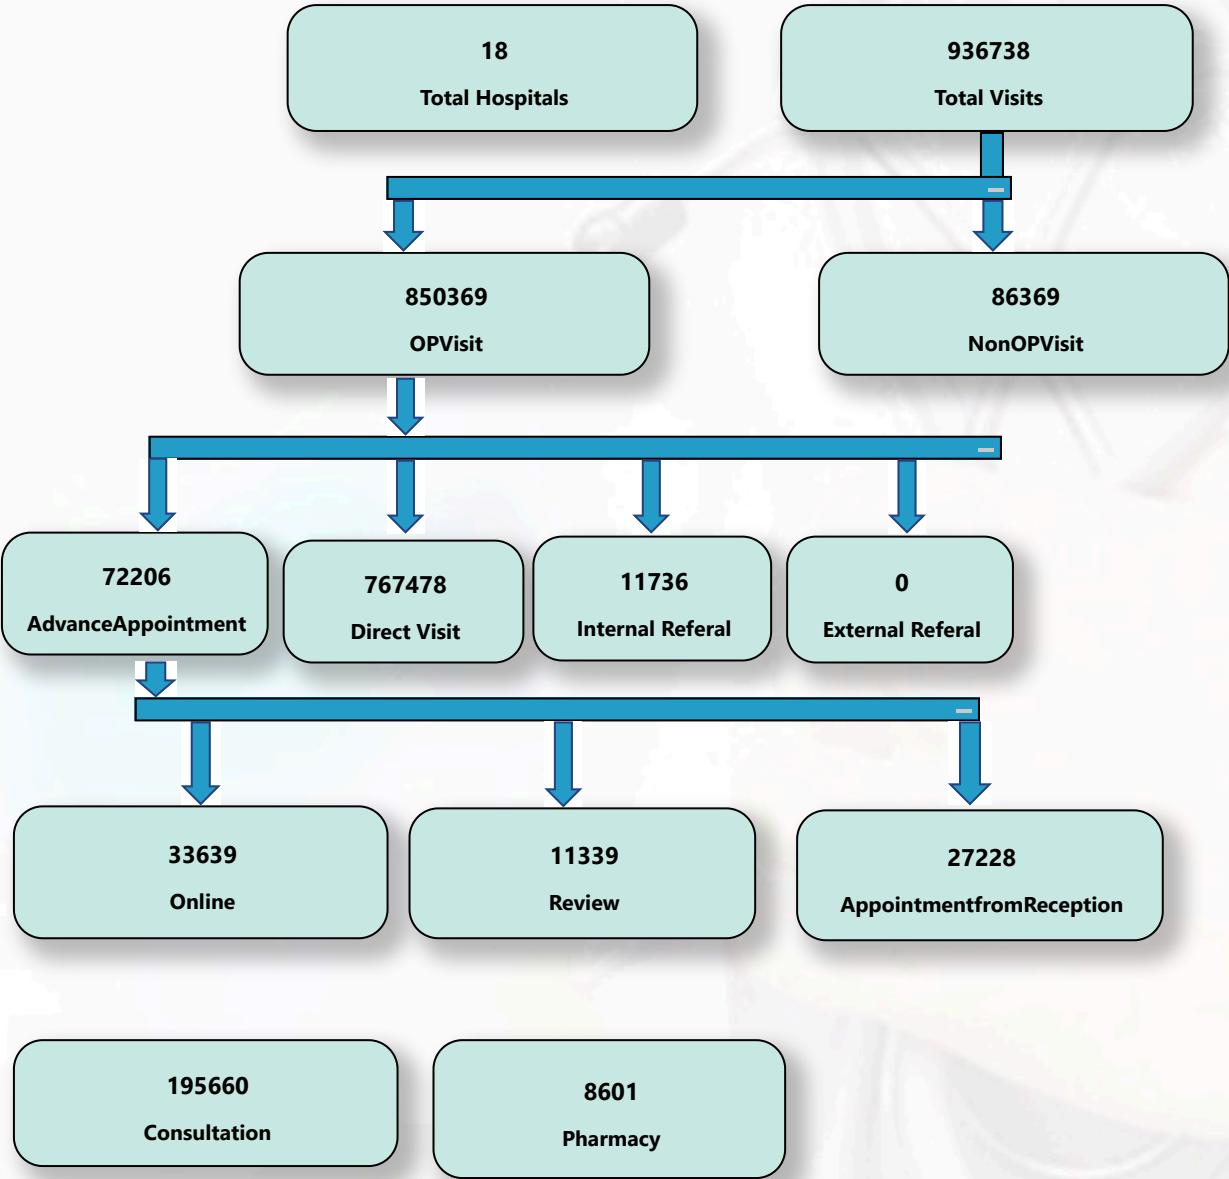 18
Total Hospitals
936738
Total Visits
850369
OPVisit
86369
NonOPVisit
72206
AdvanceAppointment
767478
Direct Visit
11736
Internal Referal
0
External Referal
33639
Online
11339
Review
27228
AppointmentfromReception
195660
Consultation
8601
Pharmacy